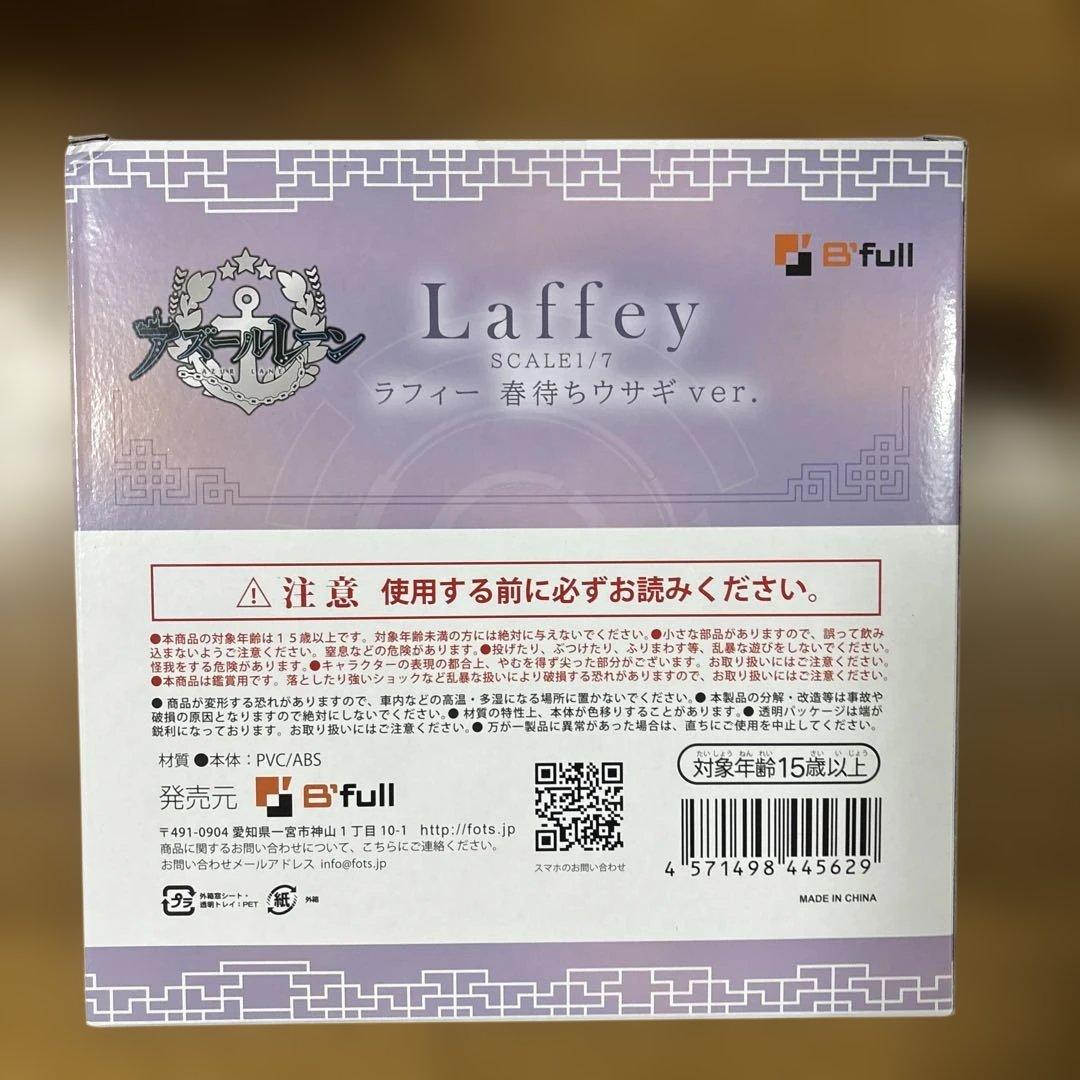 B'full
アズールレーン
AZUR LANE
Laffey
SCALE1/7
ラフィー 春待ちウサギver.
注意 使用する前に必ずお読みください。
●本商品の対象年齢は15歳以上です。対象年齢未満の方には絶対に与えないでください。●小さな部品がありますので、誤って飲み
込まないようご注意ください。窒息などの危険があります。●投げたり、ぶつけたり、ふりまわす等、乱暴な遊びをしないでください。
怪我をする危険があります。●キャラクターの表現の都合上、やむを得ず尖った部分がございます。お取り扱いにはご注意ください。
●本商品は鑑賞用です。落としたり強いショックなど乱暴な扱いにより破損する恐れがありますので、お取り扱いにはご注意ください。
●商品が変形する恐れがありますので、車内などの高温・多湿になる場所に置かないでください。●本製品の分解・改造等は事故や
破損の原因となりますので絶対にしないでください。●材質の特性上、本体が色移りすることがあります。●透明パッケージは端が
鋭利になっております。お取り扱いにはご注意ください。●万が一製品に異常があった場合は、直ちにご使用を中止してください。
材質 ●本体：PVC/ABS
たいしょう ねん れい さい い じょう
対象年齢15歳以上
発売元 B'full
〒491-0904 愛知県一宮市神山1丁目10-1 http://fots.jp
商品に関するお問い合わせについて、こちらにご連絡ください。
お問い合わせメールアドレス info@fots.jp
スマホのお問い合わせ
4 571498 445629
プラ
外箱窓シート・
透明トレイ：PET
紙
外箱
MADE IN CHINA